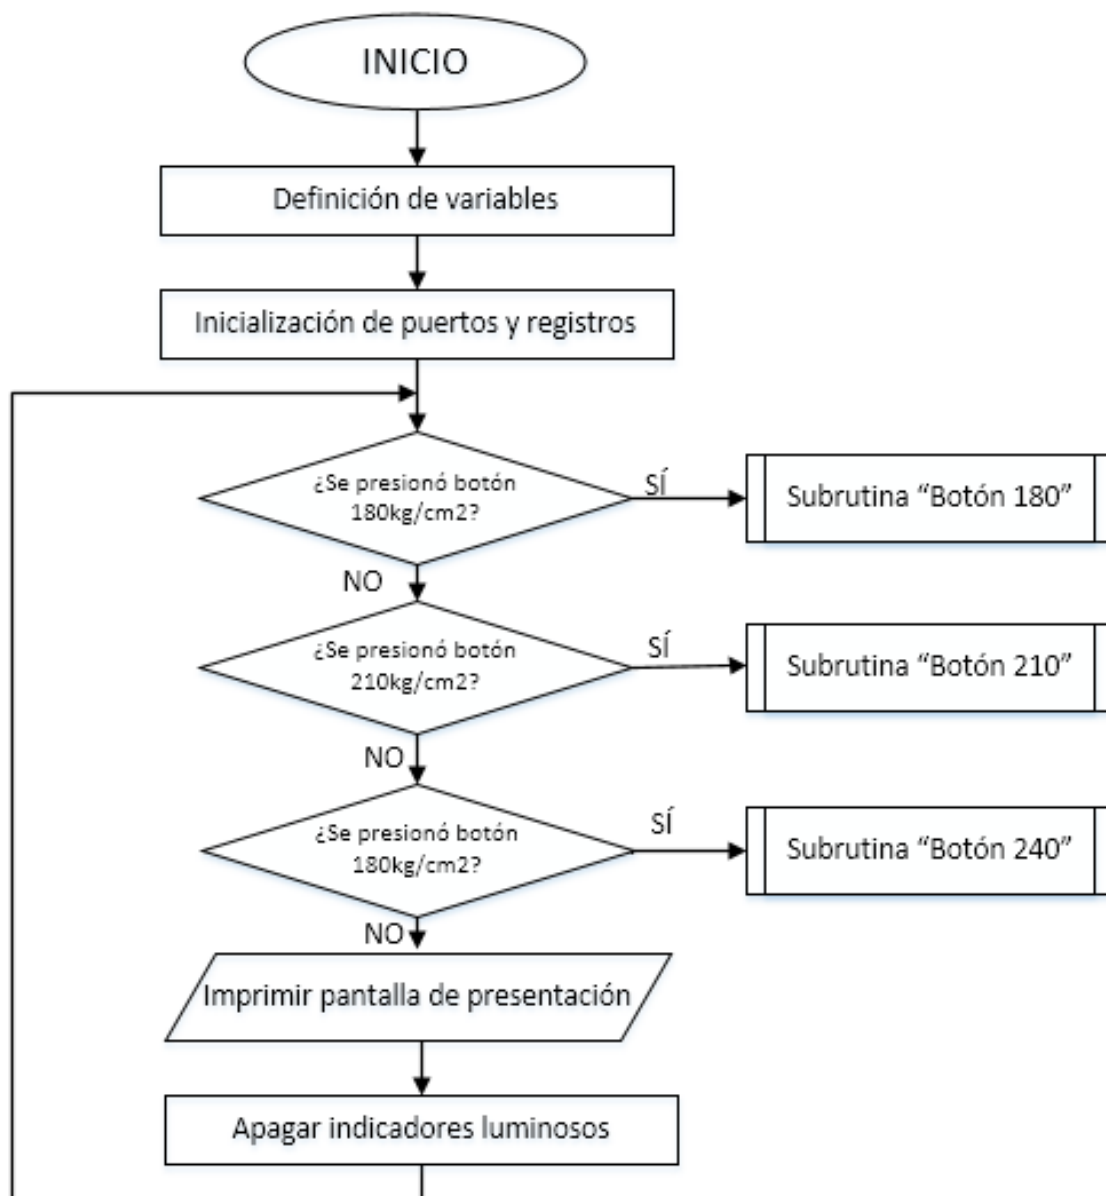 INICIO
Definición de variables
Inicialización de puertos y registros
¿Se presionó botón
180kg/cm2?
SÍ
Subrutina “Botón 180”
NO
¿Se presionó botón
210kg/cm2?
SÍ
Subrutina “Botón 210”
NO
¿Se presionó botón
180kg/cm2?
SÍ
Subrutina “Botón 240”
NO
Imprimir pantalla de presentación
Apagar indicadores luminosos